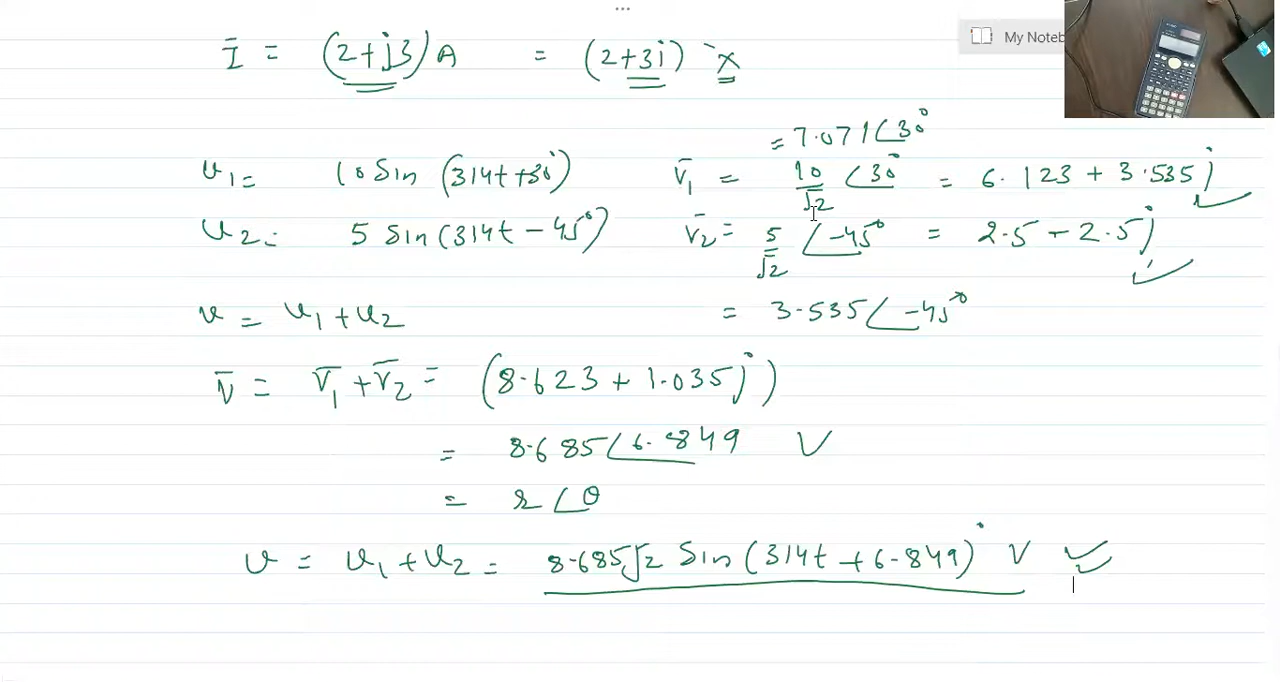 ...
Ī = (2+j3)A = (2+3i) x
My Noteb
= 7.071∠30°
v₁ = 10 Sin (314t+30°) V̄₁ = 10/√2 ∠30° = 6.123 + 3.535j
v₂ = 5 Sin(314t - 45°) V̄₂ = 5/√2 ∠-45° = 2.5 - 2.5j
v = v₁ + v₂ = 3.535∠-45°
V̄ = V̄₁ + V̄₂ = (8.623 + 1.035j)
= 8.685∠6.849 V
= r∠θ
v = v₁ + v₂ = 8.685√2 Sin (314t + 6.849)° V